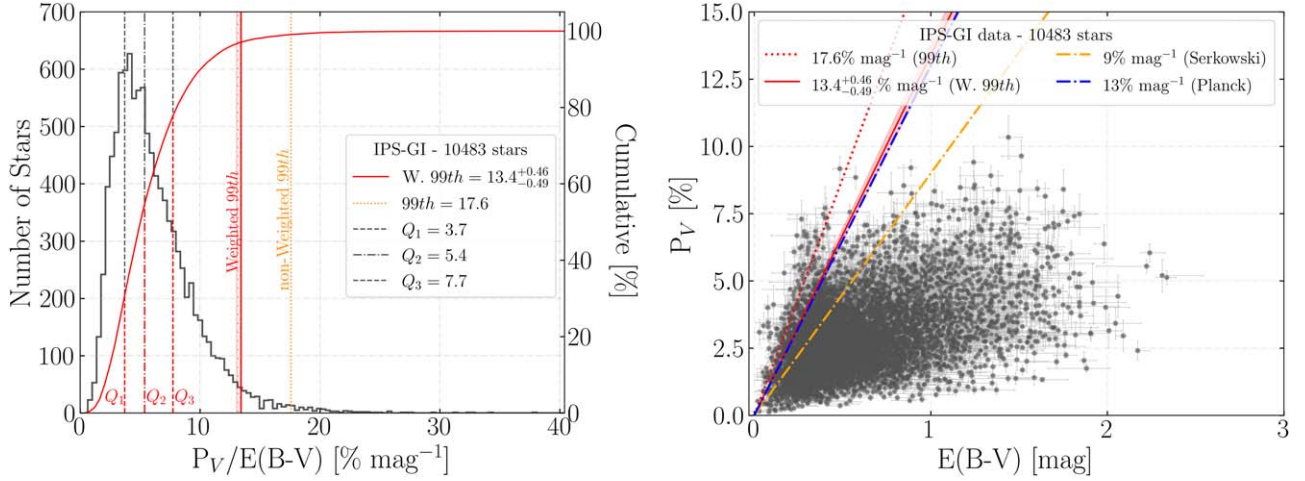 700
600
500
400
300
200
100
0
Number of Stars
100
80
60
40
20
0
Cumulative [%]
0
10
20
30
40
P_V/E(B-V) [% mag⁻¹]
Weighted 99th
non-Weighted 99th
Q₁
Q₂
Q₃
IPS-GI - 10483 stars
W. 99th = 13.4 +0.46 −0.49
99th = 17.6
Q₁ = 3.7
Q₂ = 5.4
Q₃ = 7.7
15.0
12.5
10.0
7.5
5.0
2.5
0.0
P_V [%]
IPS-GI data - 10483 stars
17.6% mag⁻¹ (99th)
13.4 +0.46 −0.49 % mag⁻¹ (W. 99th)
9% mag⁻¹ (Serkowski)
13% mag⁻¹ (Planck)
0
1
2
3
E(B-V) [mag]